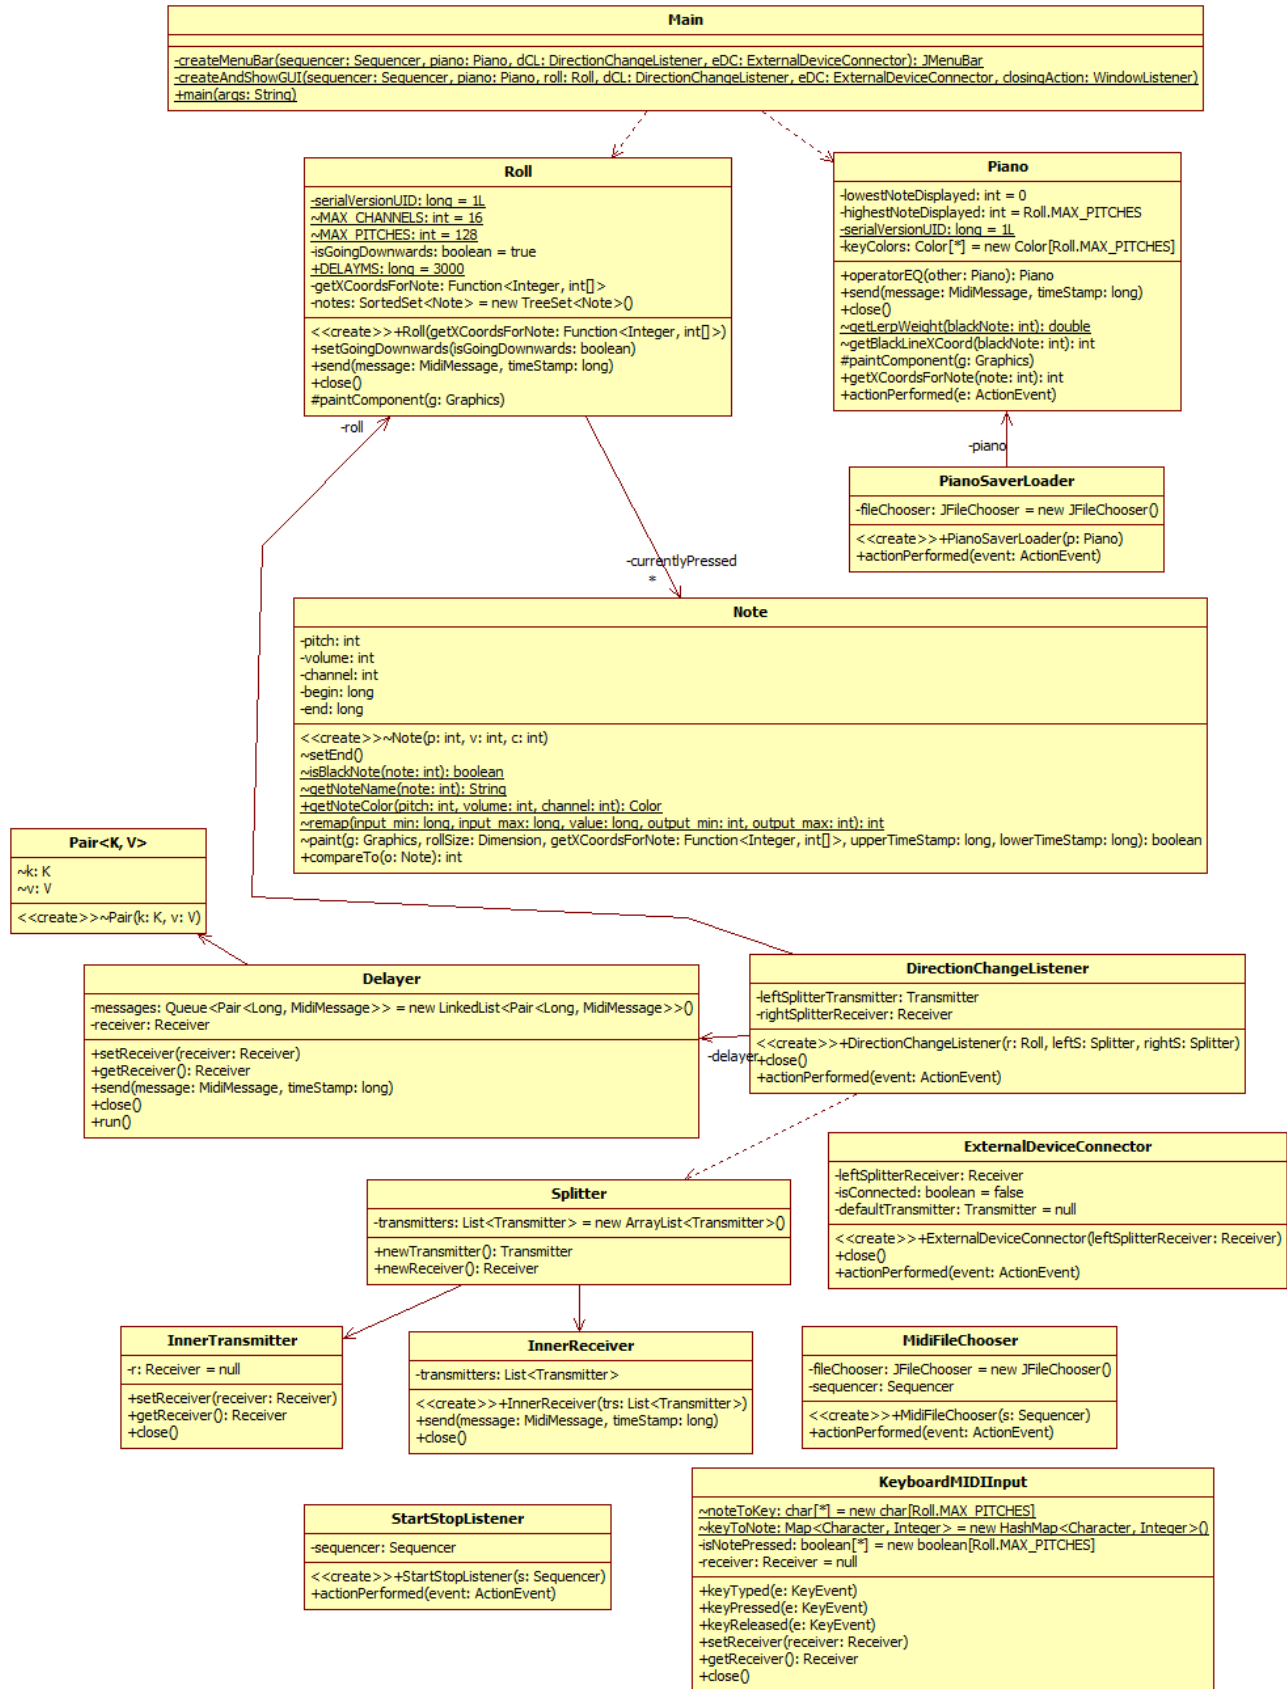 Main
-createMenuBar(sequencer: Sequencer, piano: Piano, dCL: DirectionChangeListener, eDC: ExternalDeviceConnector): JMenuBar
-createAndShowGUI(sequencer: Sequencer, piano: Piano, roll: Roll, dCL: DirectionChangeListener, eDC: ExternalDeviceConnector, closingAction: WindowListener)
+main(args: String)
Roll
-serialVersionUID: long = 1L
~MAX_CHANNELS: int = 16
~MAX_PITCHES: int = 128
-isGoingDownwards: boolean = true
+DELAYMS: long = 3000
-getXCoordsForNote: Function<Integer, int[]>
-notes: SortedSet<Note> = new TreeSet<Note>()
<<create>>+Roll(getXCoordsForNote: Function<Integer, int[]>)
+setGoingDownwards(isGoingDownwards: boolean)
+send(message: MidiMessage, timeStamp: long)
+close()
#paintComponent(g: Graphics)
Piano
-lowestNoteDisplayed: int = 0
-highestNoteDisplayed: int = Roll.MAX_PITCHES
-serialVersionUID: long = 1L
-keyColors: Color[*] = new Color[Roll.MAX_PITCHES]
+operatorEQ(other: Piano): Piano
+send(message: MidiMessage, timeStamp: long)
+close()
~getLerpWeight(blackNote: int): double
~getBlackLineXCoord(blackNote: int): int
#paintComponent(g: Graphics)
+getXCoordsForNote(note: int): int
+actionPerformed(e: ActionEvent)
-roll
-piano
PianoSaverLoader
-fileChooser: JFileChooser = new JFileChooser()
<<create>>+PianoSaverLoader(p: Piano)
+actionPerformed(event: ActionEvent)
-currentlyPressed
*
Note
-pitch: int
-volume: int
-channel: int
-begin: long
-end: long
<<create>>~Note(p: int, v: int, c: int)
~setEnd()
~isBlackNote(note: int): boolean
~getNoteName(note: int): String
+getNoteColor(pitch: int, volume: int, channel: int): Color
~remap(input_min: long, input_max: long, value: long, output_min: int, output_max: int): int
~paint(g: Graphics, rollSize: Dimension, getXCoordsForNote: Function<Integer, int[]>, upperTimeStamp: long, lowerTimeStamp: long): boolean
+compareTo(o: Note): int
Pair<K, V>
~k: K
~v: V
<<create>>~Pair(k: K, v: V)
Delayer
-messages: Queue<Pair<Long, MidiMessage>> = new LinkedList<Pair<Long, MidiMessage>>()
-receiver: Receiver
+setReceiver(receiver: Receiver)
+getReceiver(): Receiver
+send(message: MidiMessage, timeStamp: long)
+close()
+run()
-delayer
DirectionChangeListener
-leftSplitterTransmitter: Transmitter
-rightSplitterReceiver: Receiver
<<create>>+DirectionChangeListener(r: Roll, leftS: Splitter, rightS: Splitter)
+close()
+actionPerformed(event: ActionEvent)
ExternalDeviceConnector
-leftSplitterReceiver: Receiver
-isConnected: boolean = false
-defaultTransmitter: Transmitter = null
<<create>>+ExternalDeviceConnector(leftSplitterReceiver: Receiver)
+close()
+actionPerformed(event: ActionEvent)
Splitter
-transmitters: List<Transmitter> = new ArrayList<Transmitter>()
+newTransmitter(): Transmitter
+newReceiver(): Receiver
InnerTransmitter
-r: Receiver = null
+setReceiver(receiver: Receiver)
+getReceiver(): Receiver
+close()
InnerReceiver
-transmitters: List<Transmitter>
<<create>>+InnerReceiver(trs: List<Transmitter>)
+send(message: MidiMessage, timeStamp: long)
+close()
MidiFileChooser
-fileChooser: JFileChooser = new JFileChooser()
-sequencer: Sequencer
<<create>>+MidiFileChooser(s: Sequencer)
+actionPerformed(event: ActionEvent)
StartStopListener
-sequencer: Sequencer
<<create>>+StartStopListener(s: Sequencer)
+actionPerformed(event: ActionEvent)
KeyboardMIDIInput
~noteToKey: char[*] = new char[Roll.MAX_PITCHES]
~keyToNote: Map<Character, Integer> = new HashMap<Character, Integer>()
-isNotePressed: boolean[*] = new boolean[Roll.MAX_PITCHES]
-receiver: Receiver = null
+keyTyped(e: KeyEvent)
+keyPressed(e: KeyEvent)
+keyReleased(e: KeyEvent)
+setReceiver(receiver: Receiver)
+getReceiver(): Receiver
+close()